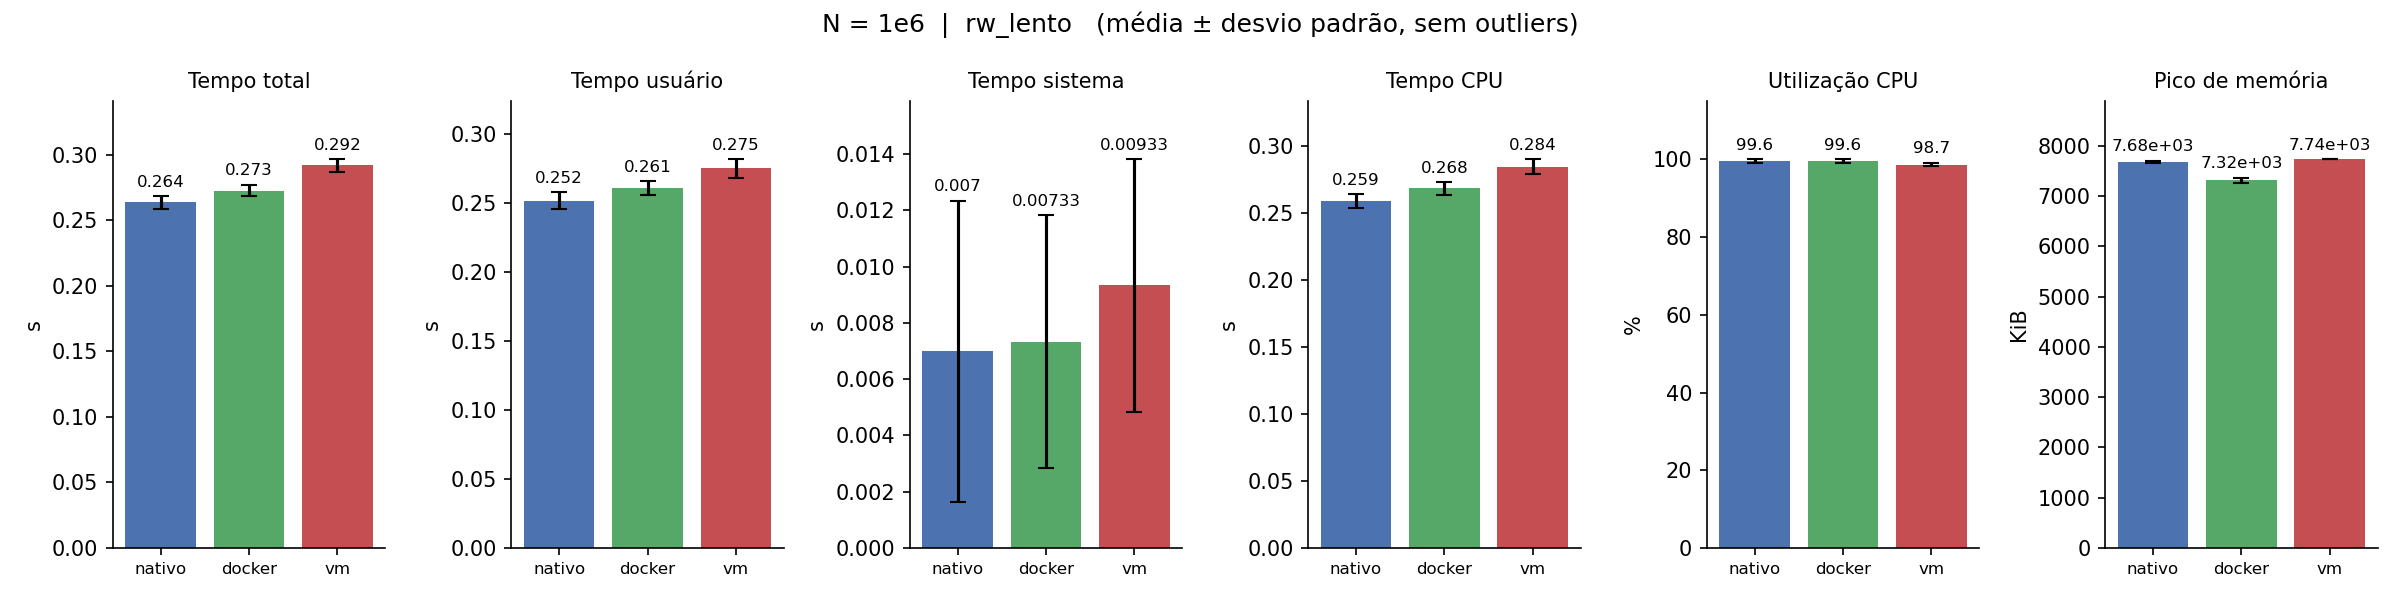 N = 1e6 | rw_lento (média ± desvio padrão, sem outliers)
Tempo total
0.30
0.25
0.20
0.15
0.10
0.05
0.00
s
0.264
0.273
0.292
nativo
docker
vm
Tempo usuário
0.30
0.25
0.20
0.15
0.10
0.05
0.00
s
0.252
0.261
0.275
nativo
docker
vm
Tempo sistema
0.014
0.012
0.010
0.008
0.006
0.004
0.002
0.000
s
0.007
0.00733
0.00933
nativo
docker
vm
Tempo CPU
0.30
0.25
0.20
0.15
0.10
0.05
0.00
s
0.259
0.268
0.284
nativo
docker
vm
Utilização CPU
100
80
60
40
20
0
%
99.6
99.6
98.7
nativo
docker
vm
Pico de memória
8000
7000
6000
5000
4000
3000
2000
1000
0
KiB
7.68e+03
7.32e+03
7.74e+03
nativo
docker
vm